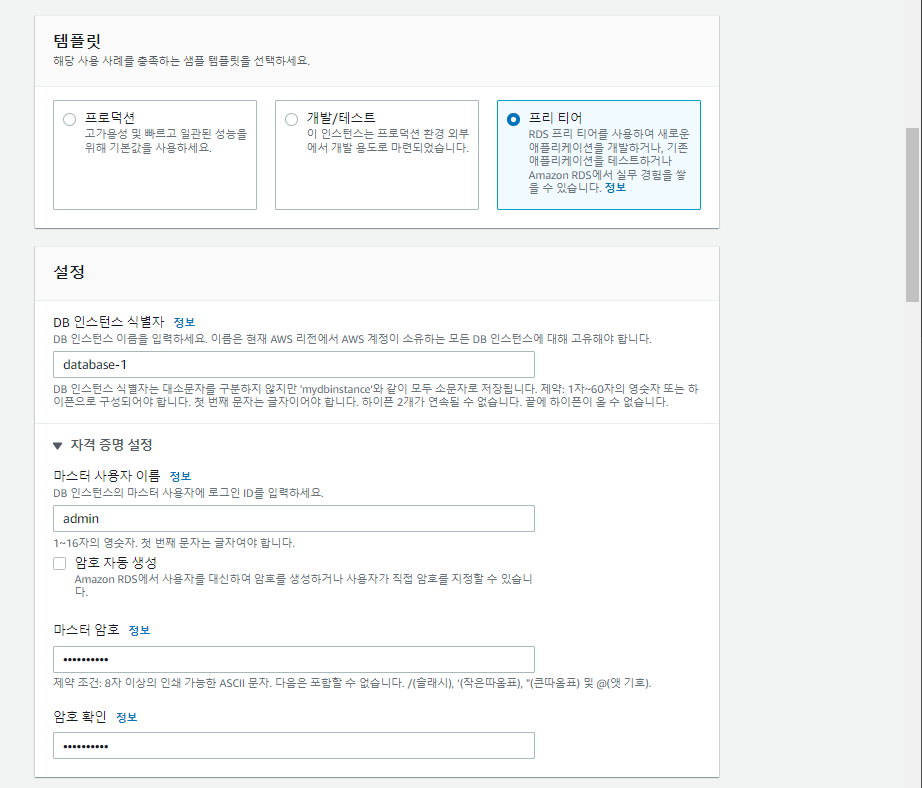 템플릿
해당 사용 사례를 충족하는 샘플 템플릿을 선택하세요.
프로덕션
고가용성 및 빠르고 일관된 성능을
위해 기본값을 사용하세요.
개발/테스트
이 인스턴스는 프로덕션 환경 외부
에서 개발 용도로 마련되었습니다.
프리 티어
RDS 프리 티어를 사용하여 새로운
애플리케이션을 개발하거나, 기존
애플리케이션을 테스트하거나
Amazon RDS에서 실무 경험을 쌓
을 수 있습니다. 정보
설정
DB 인스턴스 식별자 정보
DB 인스턴스 이름을 입력하세요. 이름은 현재 AWS 리전에서 AWS 계정이 소유하는 모든 DB 인스턴스에 대해 고유해야 합니다.
database-1
DB 인스턴스 식별자는 대소문자를 구분하지 않지만 'mydbinstance'와 같이 모두 소문자로 저장됩니다. 제약: 1자~60자의 영숫자 또는 하
이픈으로 구성되어야 합니다. 첫 번째 문자는 글자이어야 합니다. 하이픈 2개가 연속될 수 없습니다. 끝에 하이픈이 올 수 없습니다.
▼ 자격 증명 설정
마스터 사용자 이름 정보
DB 인스턴스의 마스터 사용자에 로그인 ID를 입력하세요.
admin
1~16자의 영숫자. 첫 번째 문자는 글자여야 합니다.
암호 자동 생성
Amazon RDS에서 사용자를 대신하여 암호를 생성하거나 사용자가 직접 암호를 지정할 수 있습니
다.
마스터 암호 정보
••••••••••
제약 조건: 8자 이상의 인쇄 가능한 ASCII 문자. 다음은 포함할 수 없습니다. /(슬래시), '(작은따옴표), "(큰따옴표) 및 @(앳 기호).
암호 확인 정보
••••••••••